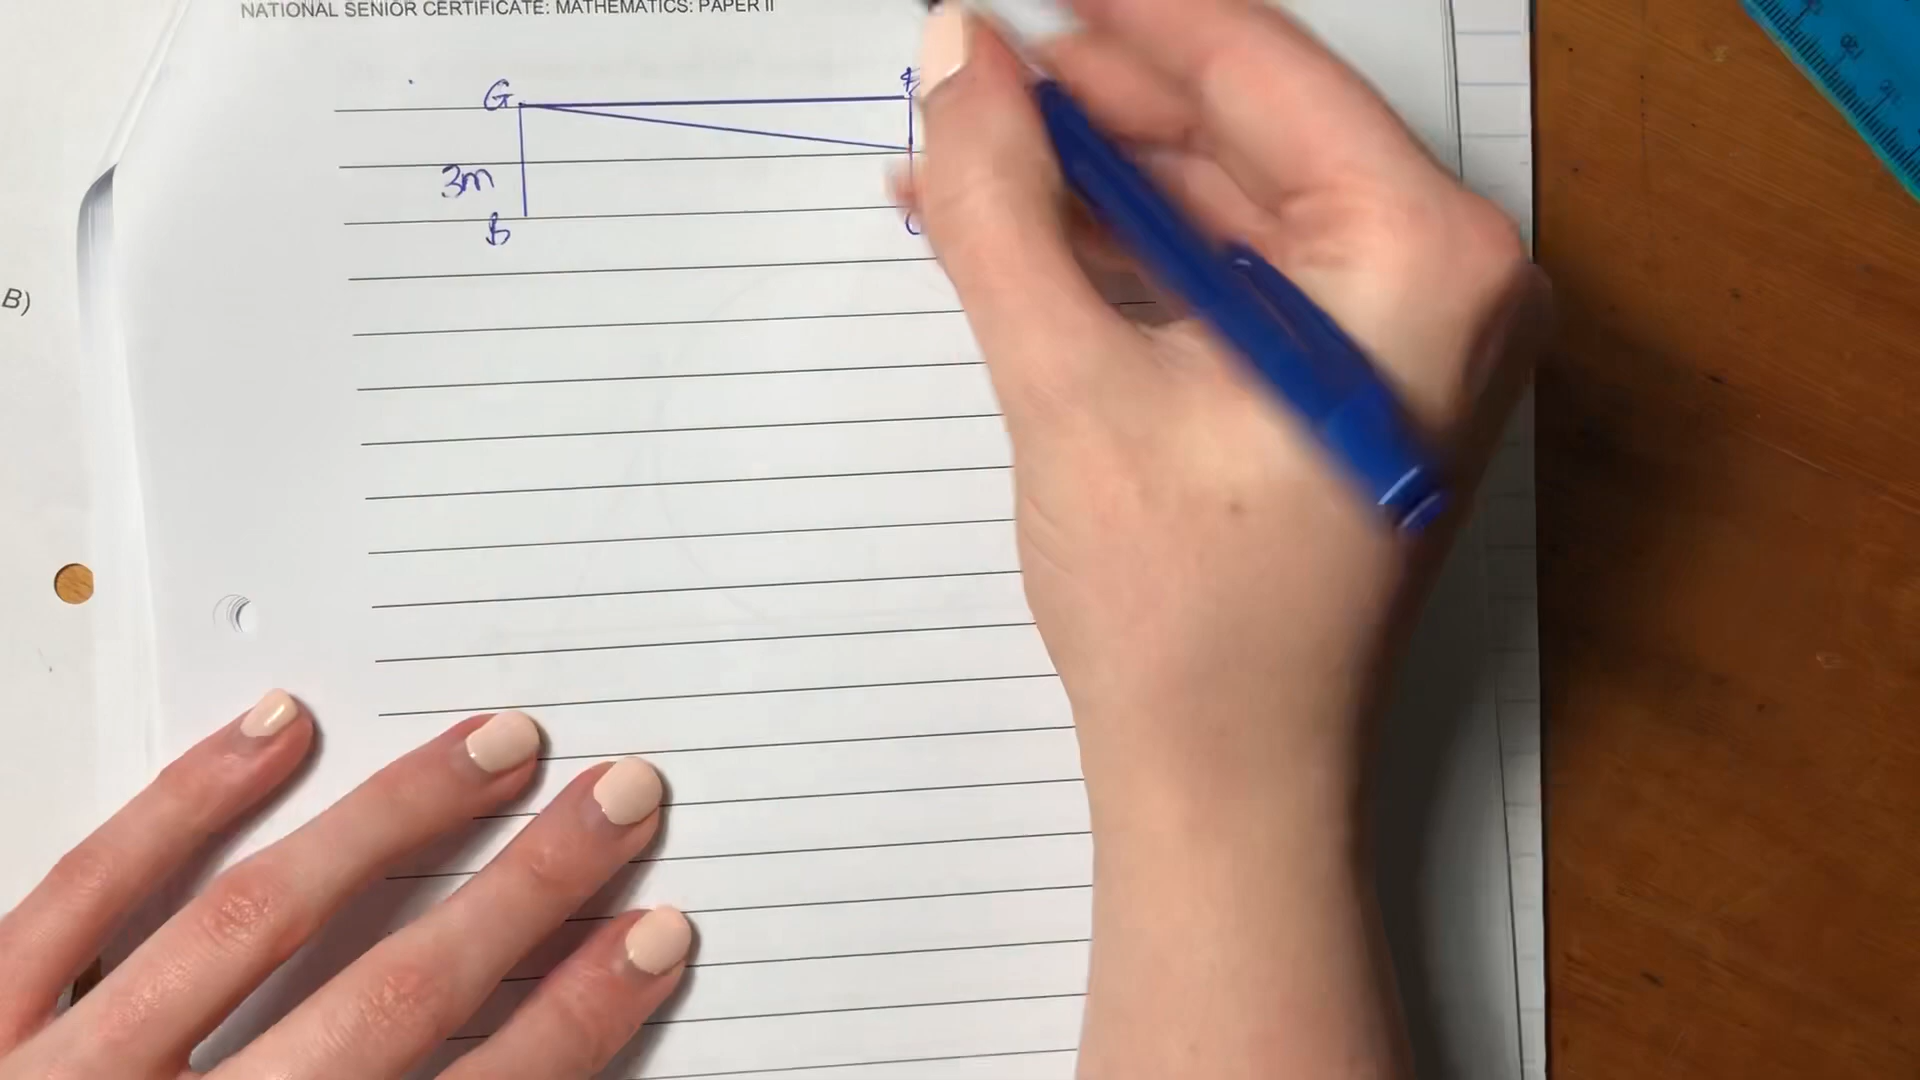 NATIONAL SENIOR CERTIFICATE: MATHEMATICS: PAPER II
G
3m
B
B)